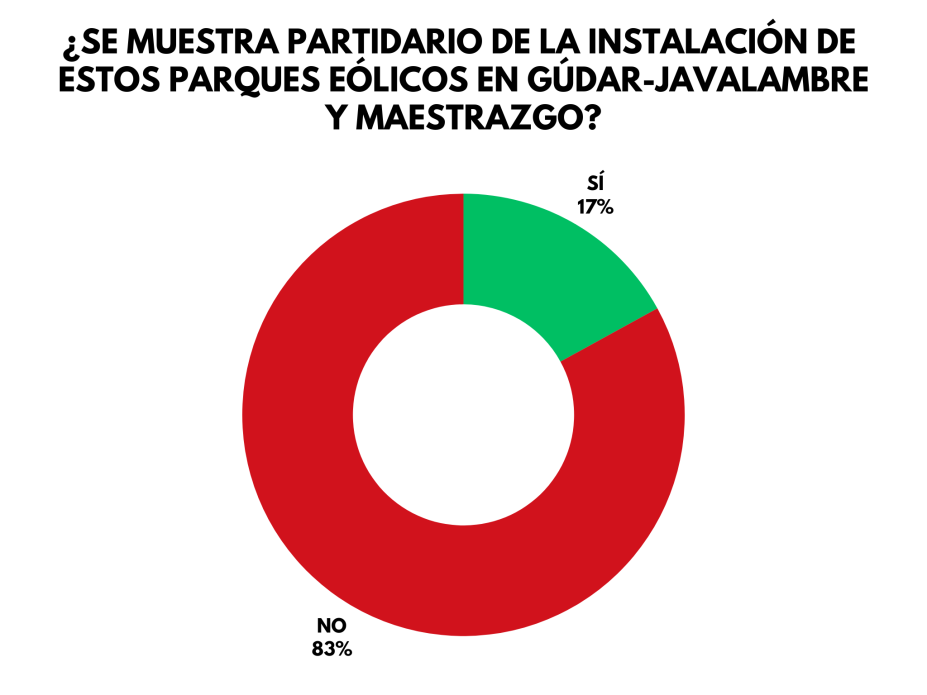 ¿SE MUESTRA PARTIDARIO DE LA INSTALACIÓN DE
ESTOS PARQUES EÓLICOS EN GÚDAR-JAVALAMBRE
Y MAESTRAZGO?
SÍ
17%
NO
83%